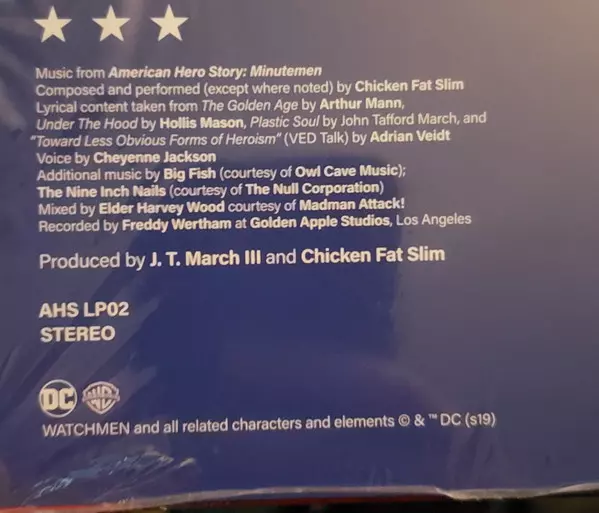 Music from American Hero Story: Minutemen
Composed and performed (except where noted) by Chicken Fat Slim
Lyrical content taken from The Golden Age by Arthur Mann,
Under The Hood by Hollis Mason, Plastic Soul by John Tafford March, and
"Toward Less Obvious Forms of Heroism" (VED Talk) by Adrian Veidt
Voice by Cheyenne Jackson
Additional music by Big Fish (courtesy of Owl Cave Music);
The Nine Inch Nails (courtesy of The Null Corporation)
Mixed by Elder Harvey Wood courtesy of Madman Attack!
Recorded by Freddy Wertham at Golden Apple Studios, Los Angeles
Produced by J. T. March III and Chicken Fat Slim
AHS LP02
STEREO
DC WB
WATCHMEN and all related characters and elements © & ™ DC (s19)